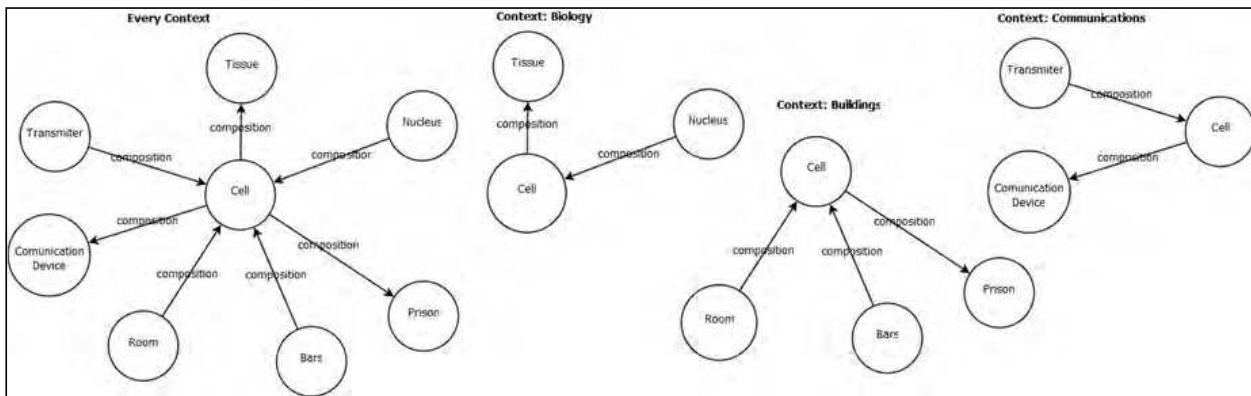 Every Context
Tissue
composition
Transmiter
composition
Nucleus
compositior
Cell
composition
Comunication
Device
composition
composition
composition
Room
Bars
Prison
Context: Biology
Tissue
composition
Nucleus
composition
Cell
Context: Buildings
Cell
composition
composition
composition
Room
Bars
Prison
Context: Communications
Transmiter
composition
Cell
composition
Comunication
Device